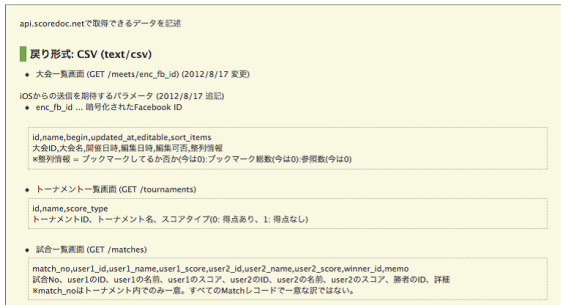 api.scoredoc.netで取得できるデータを記述
戻り形式: CSV (text/csv)
• 大会一覧画面 (GET /meets/enc_fb_id) (2012/8/17 変更)
iOSからの送信を期待するパラメータ (2012/8/17 追記)
• enc_fb_id ... 暗号化されたFacebook ID
id,name,begin,updated_at,editable,sort_items
大会ID,大会名,開催日時,編集日時,編集可否,整列情報
※整列情報 = ブックマークしてるか否か(今は0):ブックマーク総数(今は0):参照数(今は0)
• トーナメント一覧画面 (GET /tournaments)
id,name,score_type
トーナメントID、トーナメント名、スコアタイプ(0: 得点あり、1: 得点なし)
• 試合一覧画面 (GET /matches)
match_no,user1_id,user1_name,user1_score,user2_id,user2_name,user2_score,winner_id,memo
試合No、user1のID、user1の名前、user1のスコア、user2のID、user2の名前、user2のスコア、勝者のID、詳細
※match_noはトーナメント内でのみ一意。すべてのMatchレコードで一意な訳ではない。